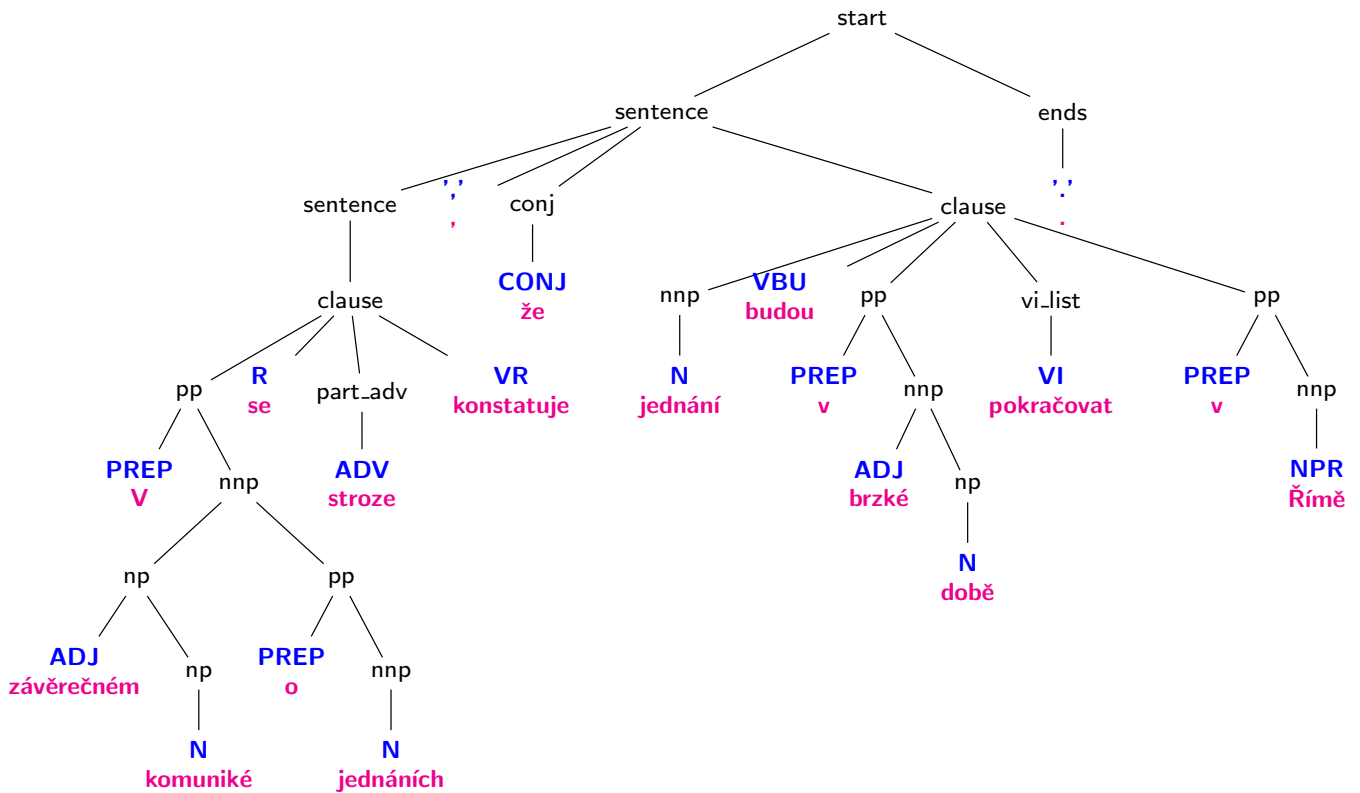 start
sentence ends
sentence ',' conj clause '.'
, .
clause CONJ nnp VBU pp vi_list pp
že budou
pp R part_adv VR N PREP nnp VI PREP nnp
se konstatuje jednání v pokračovat v
PREP nnp ADV ADJ np NPR
V stroze brzké Římě
np pp N
době
ADJ np PREP nnp
závěrečném o
N N
komuniké jednáních